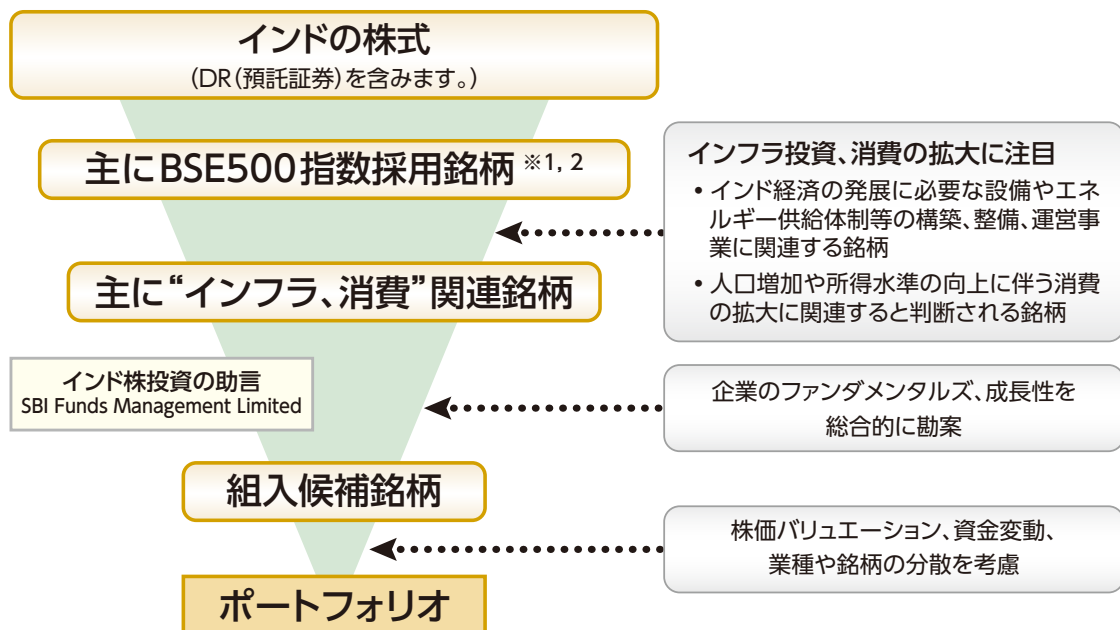 インドの株式
(DR(預託証券)を含みます。)
主にBSE500指数採用銘柄 ※1, 2
インフラ投資、消費の拡大に注目
• インド経済の発展に必要な設備やエネ
ルギー供給体制等の構築、整備、運営事
業に関連する銘柄
• 人口増加や所得水準の向上に伴う消費
の拡大に関連すると判断される銘柄
主に“インフラ、消費”関連銘柄
インド株投資の助言
SBI Funds Management Limited
企業のファンダメンタルズ、成長性を
総合的に勘案
組入候補銘柄
株価バリュエーション、資金変動、
業種や銘柄の分散を考慮
ポートフォリオ